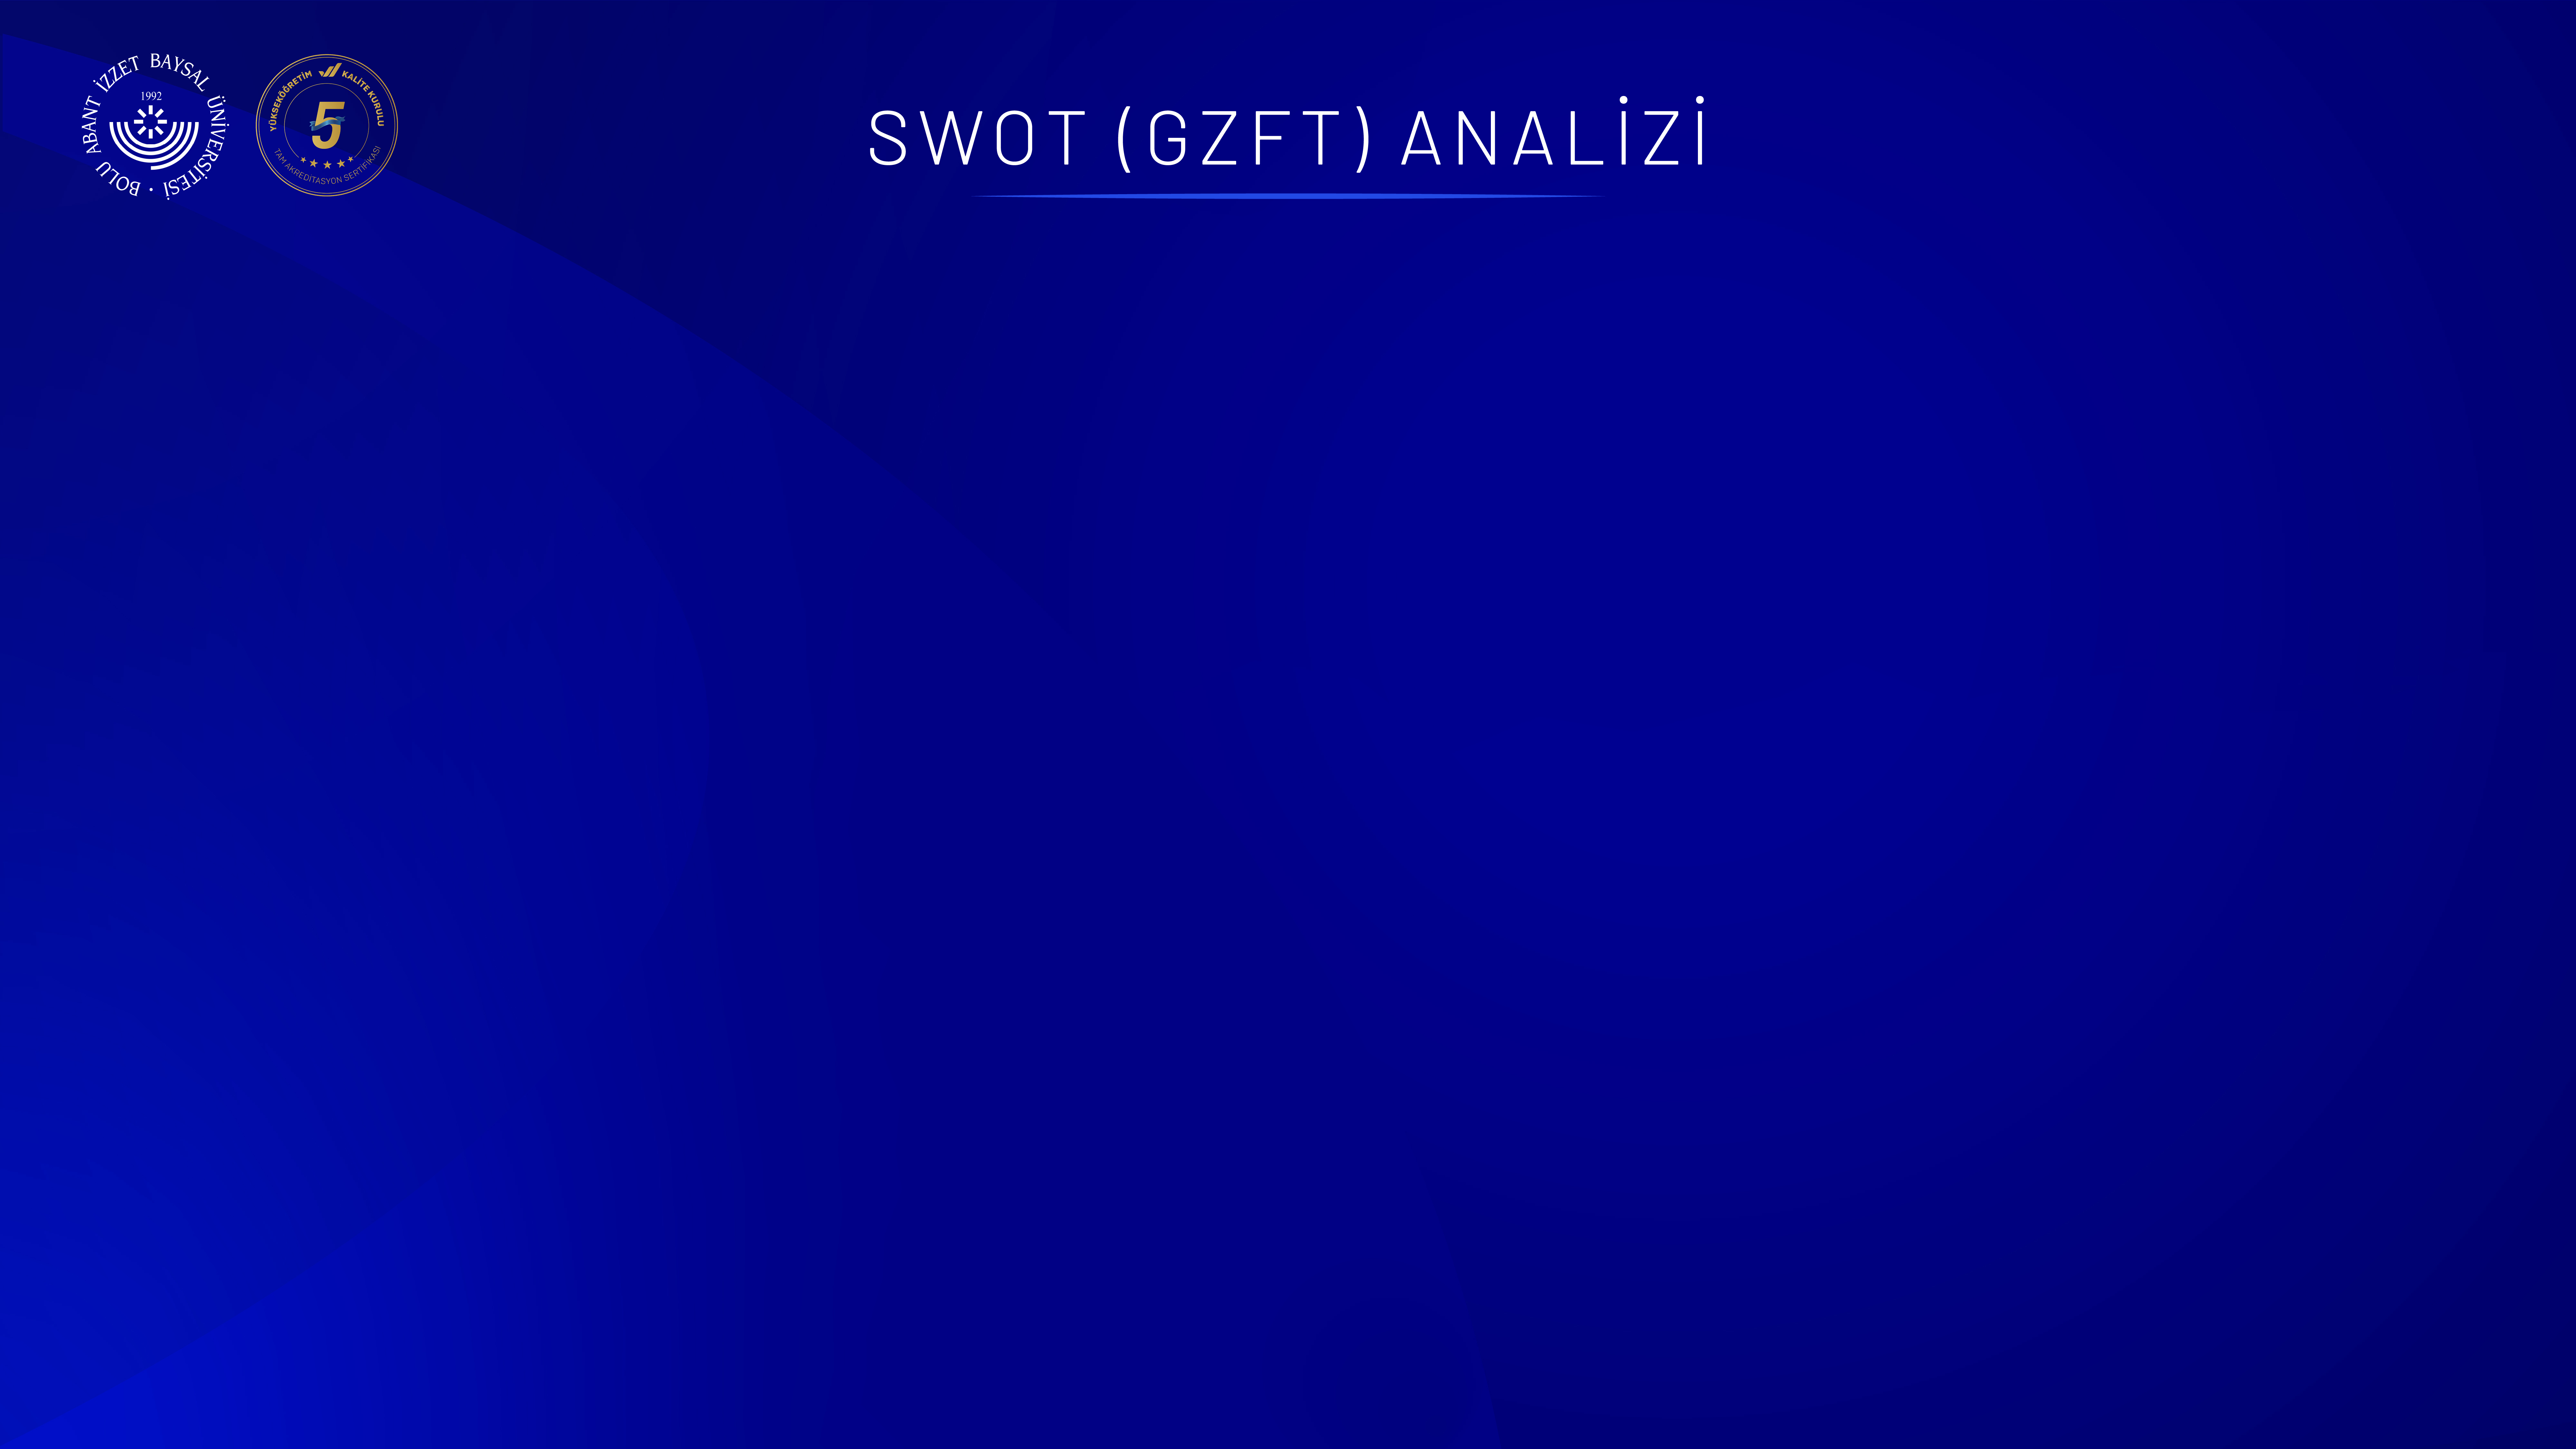 BOLU ABANT İZZET BAYSAL ÜNİVERSİTESİ •
1992
YÜKSEKÖĞRETİM KALİTE KURULU
5
TAM AKREDİTASYON SERTİFİKASI
SWOT (GZFT) ANALİZİ